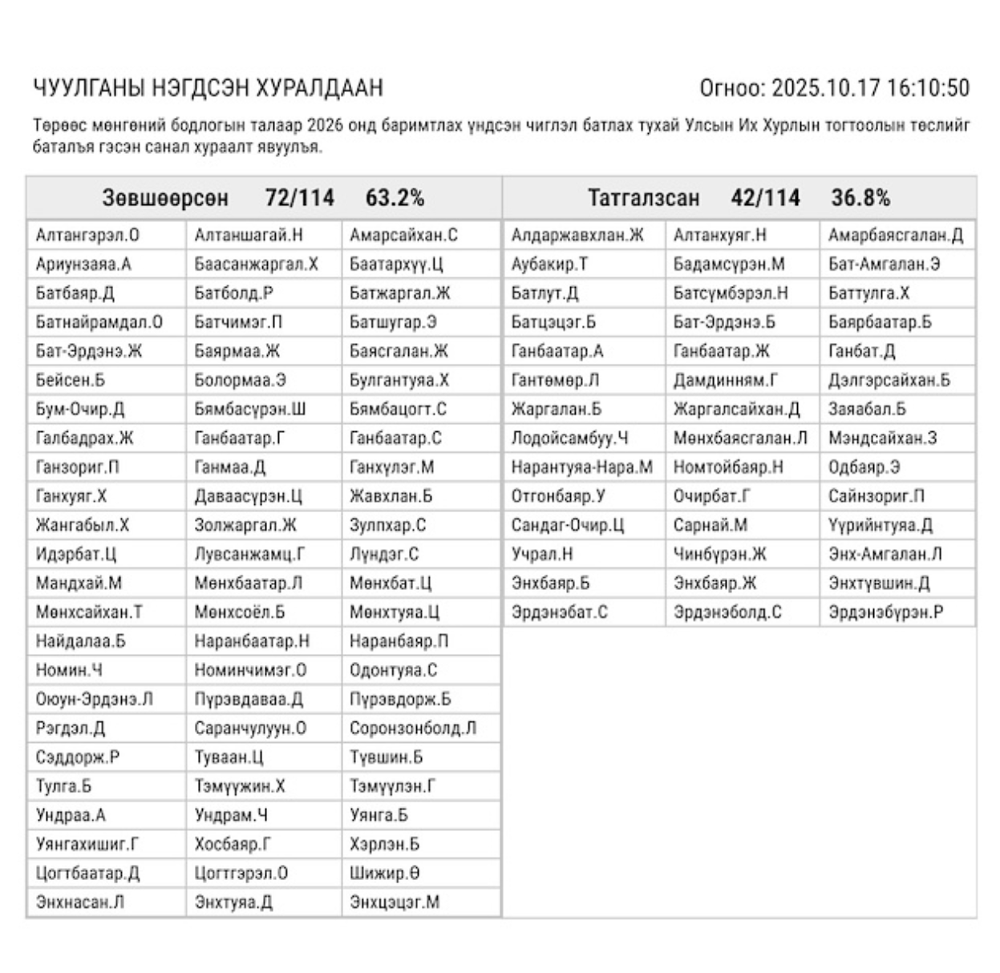 ЧУУЛГАНЫ НЭГДСЭН ХУРАЛДААН Огноо: 2025.10.17 16:10:50
Төрөөс мөнгөний бодлогын талаар 2026 онд баримтлах үндсэн чиглэл батлах тухай Улсын Их Хурлын тогтоолын төслийг
баталъя гэсэн санал хураалт явуулъя.
Зөвшөөрсөн 72/114 63.2% Татгалзсан 42/114 36.8%
Алтангэрэл.О Алтаншагай.Н Амарсайхан.С Алдаржавхлан.Ж Алтанхуяг.Н Амарбаясгалан.Д
Ариунзаяа.А Баасанжаргал.Х Баатархүү.Ц Аубакир.Т Бадамсүрэн.М Бат-Амгалан.Э
Батбаяр.Д Батболд.Р Батжаргал.Ж Батлут.Д Батсүмбэрэл.Н Баттулга.Х
Батнайрамдал.О Батчимэг.П Батшугар.Э Батцэцэг.Б Бат-Эрдэнэ.Б Баярбаатар.Б
Бат-Эрдэнэ.Ж Баярмаа.Ж Баясгалан.Ж Ганбаатар.А Ганбаатар.Ж Ганбат.Д
Бейсен.Б Болормаа.Э Булгантуяа.Х Гантөмөр.Л Дамдинням.Г Дэлгэрсайхан.Б
Бум-Очир.Д Бямбасүрэн.Ш Бямбацогт.С Жаргалан.Б Жаргалсайхан.Д Заяабал.Б
Галбадрах.Ж Ганбаатар.Г Ганбаатар.С Лодойсамбуу.Ч Мөнхбаясгалан.Л Мэндсайхан.З
Ганзориг.П Ганмаа.Д Ганхүлэг.М Нарантуяа-Нара.М Номтойбаяр.Н Одбаяр.Э
Ганхуяг.Х Даваасүрэн.Ц Жавхлан.Б Отгонбаяр.У Очирбат.Г Сайнзориг.П
Жангабыл.Х Золжаргал.Ж Зулпхар.С Сандаг-Очир.Ц Сарнай.М Үүрийнтуяа.Д
Идэрбат.Ц Лувсанжамц.Г Лүндэг.С Учрал.Н Чинбүрэн.Ж Энх-Амгалан.Л
Мандхай.М Мөнхбаатар.Л Мөнхбат.Ц Энхбаяр.Б Энхбаяр.Ж Энхтүвшин.Д
Мөнхсайхан.Т Мөнхсоёл.Б Мөнхтуяа.Ц Эрдэнэбат.С Эрдэнэболд.С Эрдэнэбүрэн.Р
Найдалаа.Б Наранбаатар.Н Наранбаяр.П
Номин.Ч Номинчимэг.О Одонтуяа.С
Оюун-Эрдэнэ.Л Пүрэвдаваа.Д Пүрэвдорж.Б
Рэгдэл.Д Саранчулуун.О Соронзонболд.Л
Сэддорж.Р Туваан.Ц Түвшин.Б
Тулга.Б Тэмүүжин.Х Тэмүүлэн.Г
Ундраа.А Ундрам.Ч Уянга.Б
Уянгахишиг.Г Хосбаяр.Г Хэрлэн.Б
Цогтбаатар.Д Цогтгэрэл.О Шижир.Ө
Энхнасан.Л Энхтуяа.Д Энхцэцэг.М